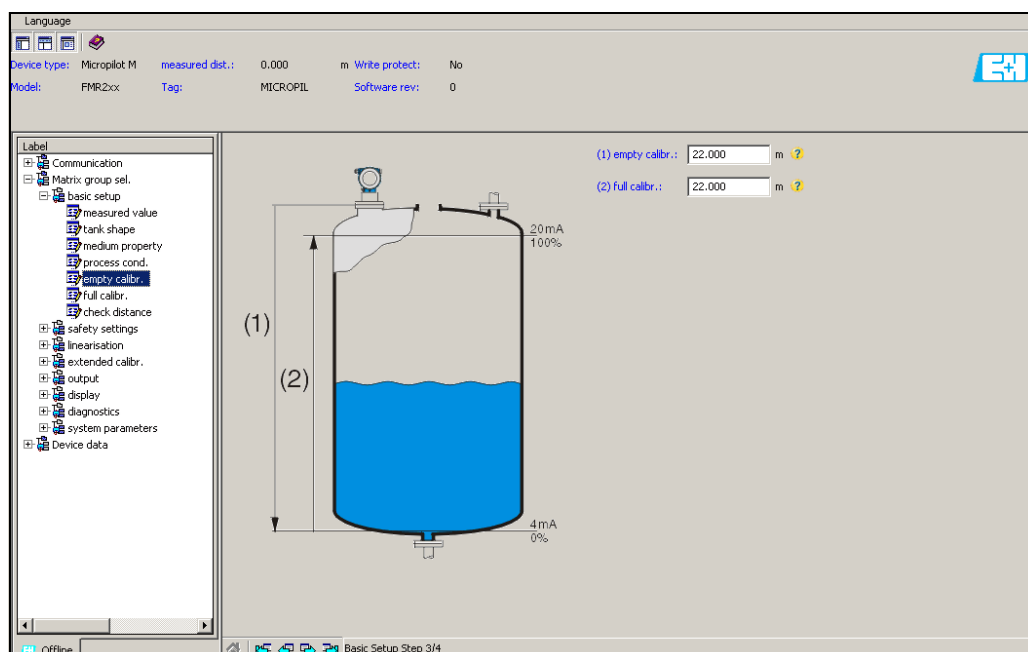 Language
Device type: Micropilot M measured dist.: 0.000 m Write protect: No
Model: FMR2xx Tag: MICROPIL Software rev: 0
E+H
Label
Communication
Matrix group sel.
basic setup
measured value
tank shape
medium property
process cond.
empty calibr.
full calibr.
check distance
safety settings
linearisation
extended calibr.
output
display
diagnostics
system parameters
Device data
(1) empty calibr.: 22.000 m ?
(2) full calibr.: 22.000 m ?
20mA
100%
(1)
(2)
4mA
0%
Offline
Basic Setup Step 3/4